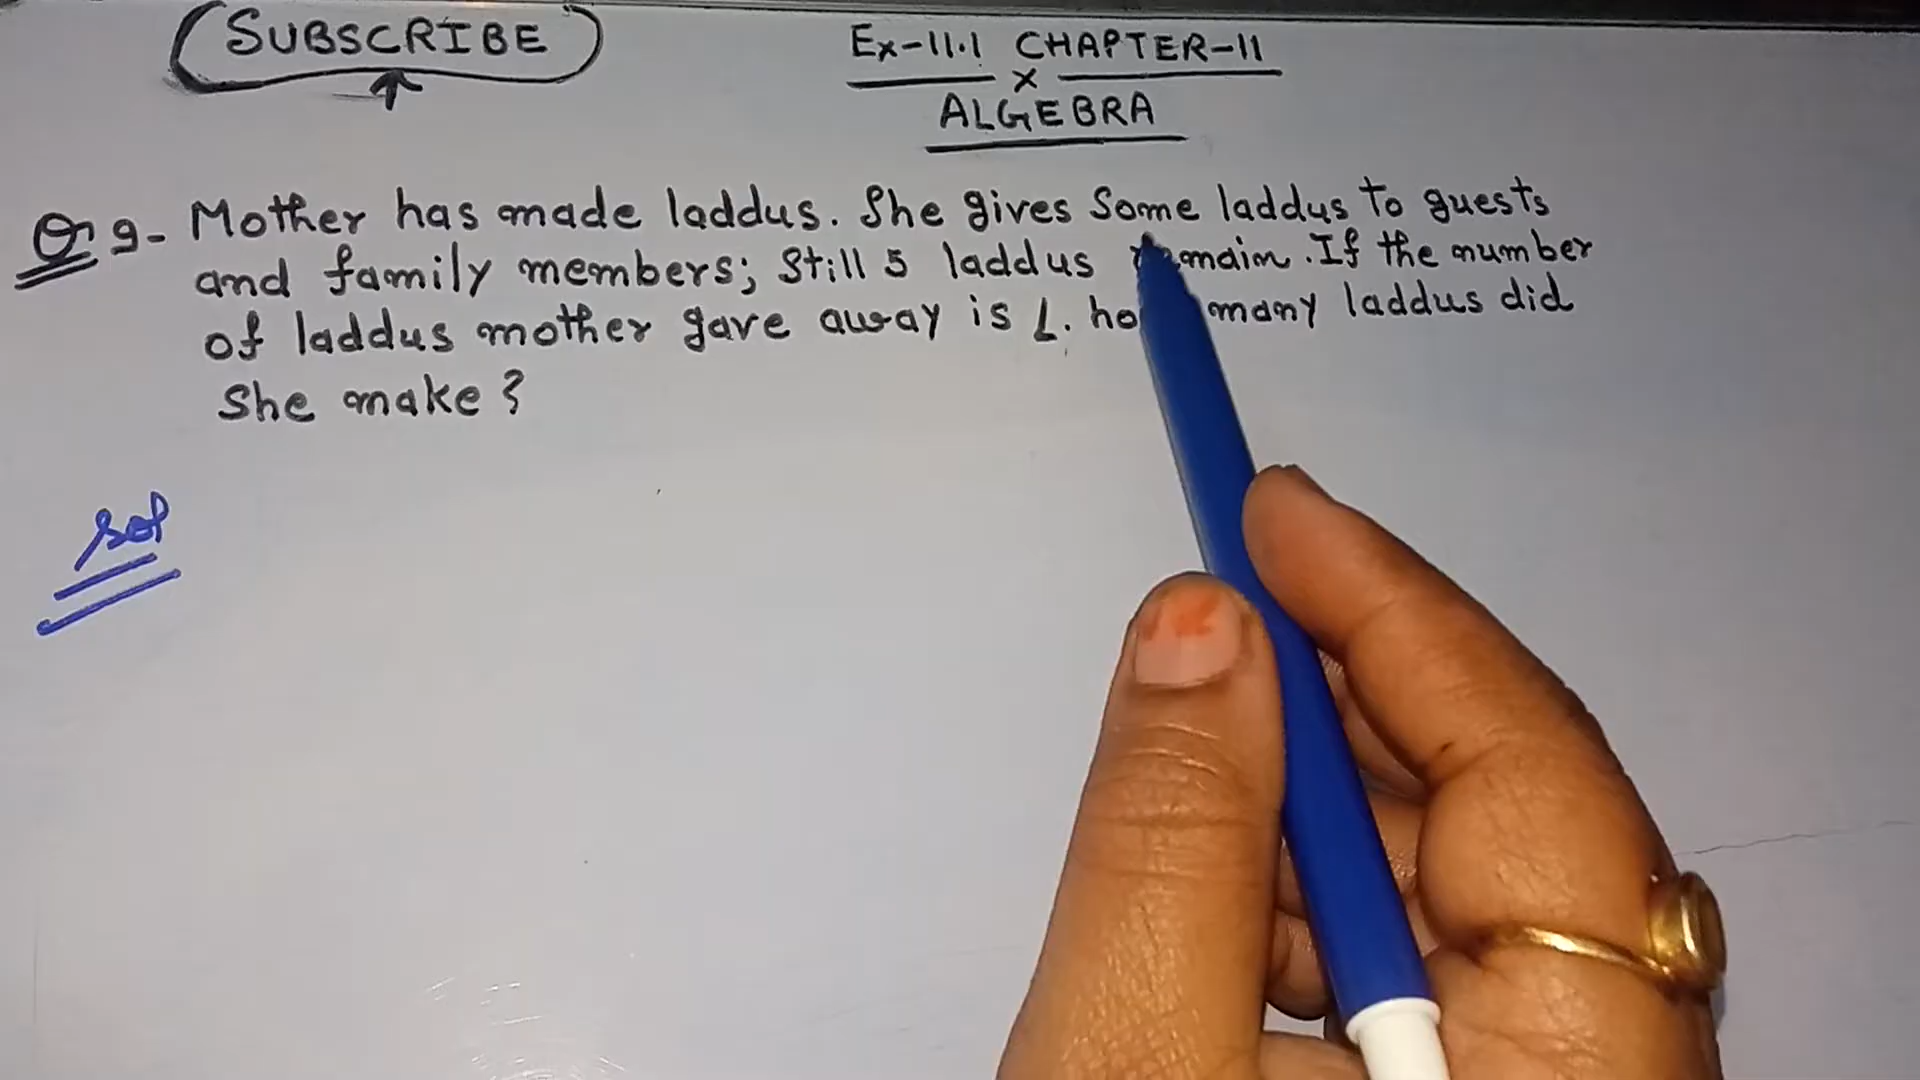 SUBSCRIBE
Ex-11.1 CHAPTER-11
x
ALGEBRA
Q 9- Mother has made laddus. She gives Some laddus to guests
and family members; Still 5 laddus remain. If the number
of laddus mother gave away is L. how many laddus did
She make?
sol